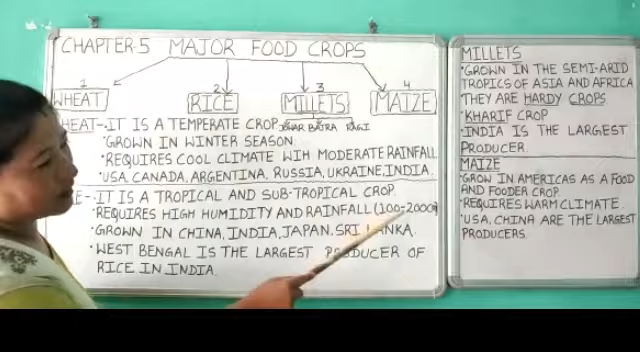 CHAPTER-5 MAJOR FOOD CROPS
1 2 3 4
WHEAT RICE MILLETS MAIZE
JOWAR BAJRA RAGI
HEAT-·IT IS A TEMPERATE CROP
·GROWN IN WINTER SEASON.
·REQUIRES COOL CLIMATE WIH MODERATE RAINFALL
·USA, CANADA, ARGENTINA, RUSSIA, UKRAINE, INDIA.
E-·IT IS A TROPICAL AND SUB-TROPICAL CROP.
·REQUIRES HIGH HUMIDITY AND RAINFALL (100-200
·GROWN IN CHINA, INDIA, JAPAN, SRI LANKA.
·WEST BENGAL IS THE LARGEST PRODUCER OF
RICE IN INDIA.
MILLETS
·GROWN IN THE SEMI-ARID
TROPICS OF ASIA AND AFRICA
THEY ARE HARDY CROPS
·KHARIF CROP
·INDIA IS THE LARGEST
PRODUCER.
MAIZE
·GROW IN AMERICAS AS A FOOD
AND FOODER CROP.
·REQUIRES WARM CLIMATE.
·USA, CHINA ARE THE LARGEST
PRODUCERS